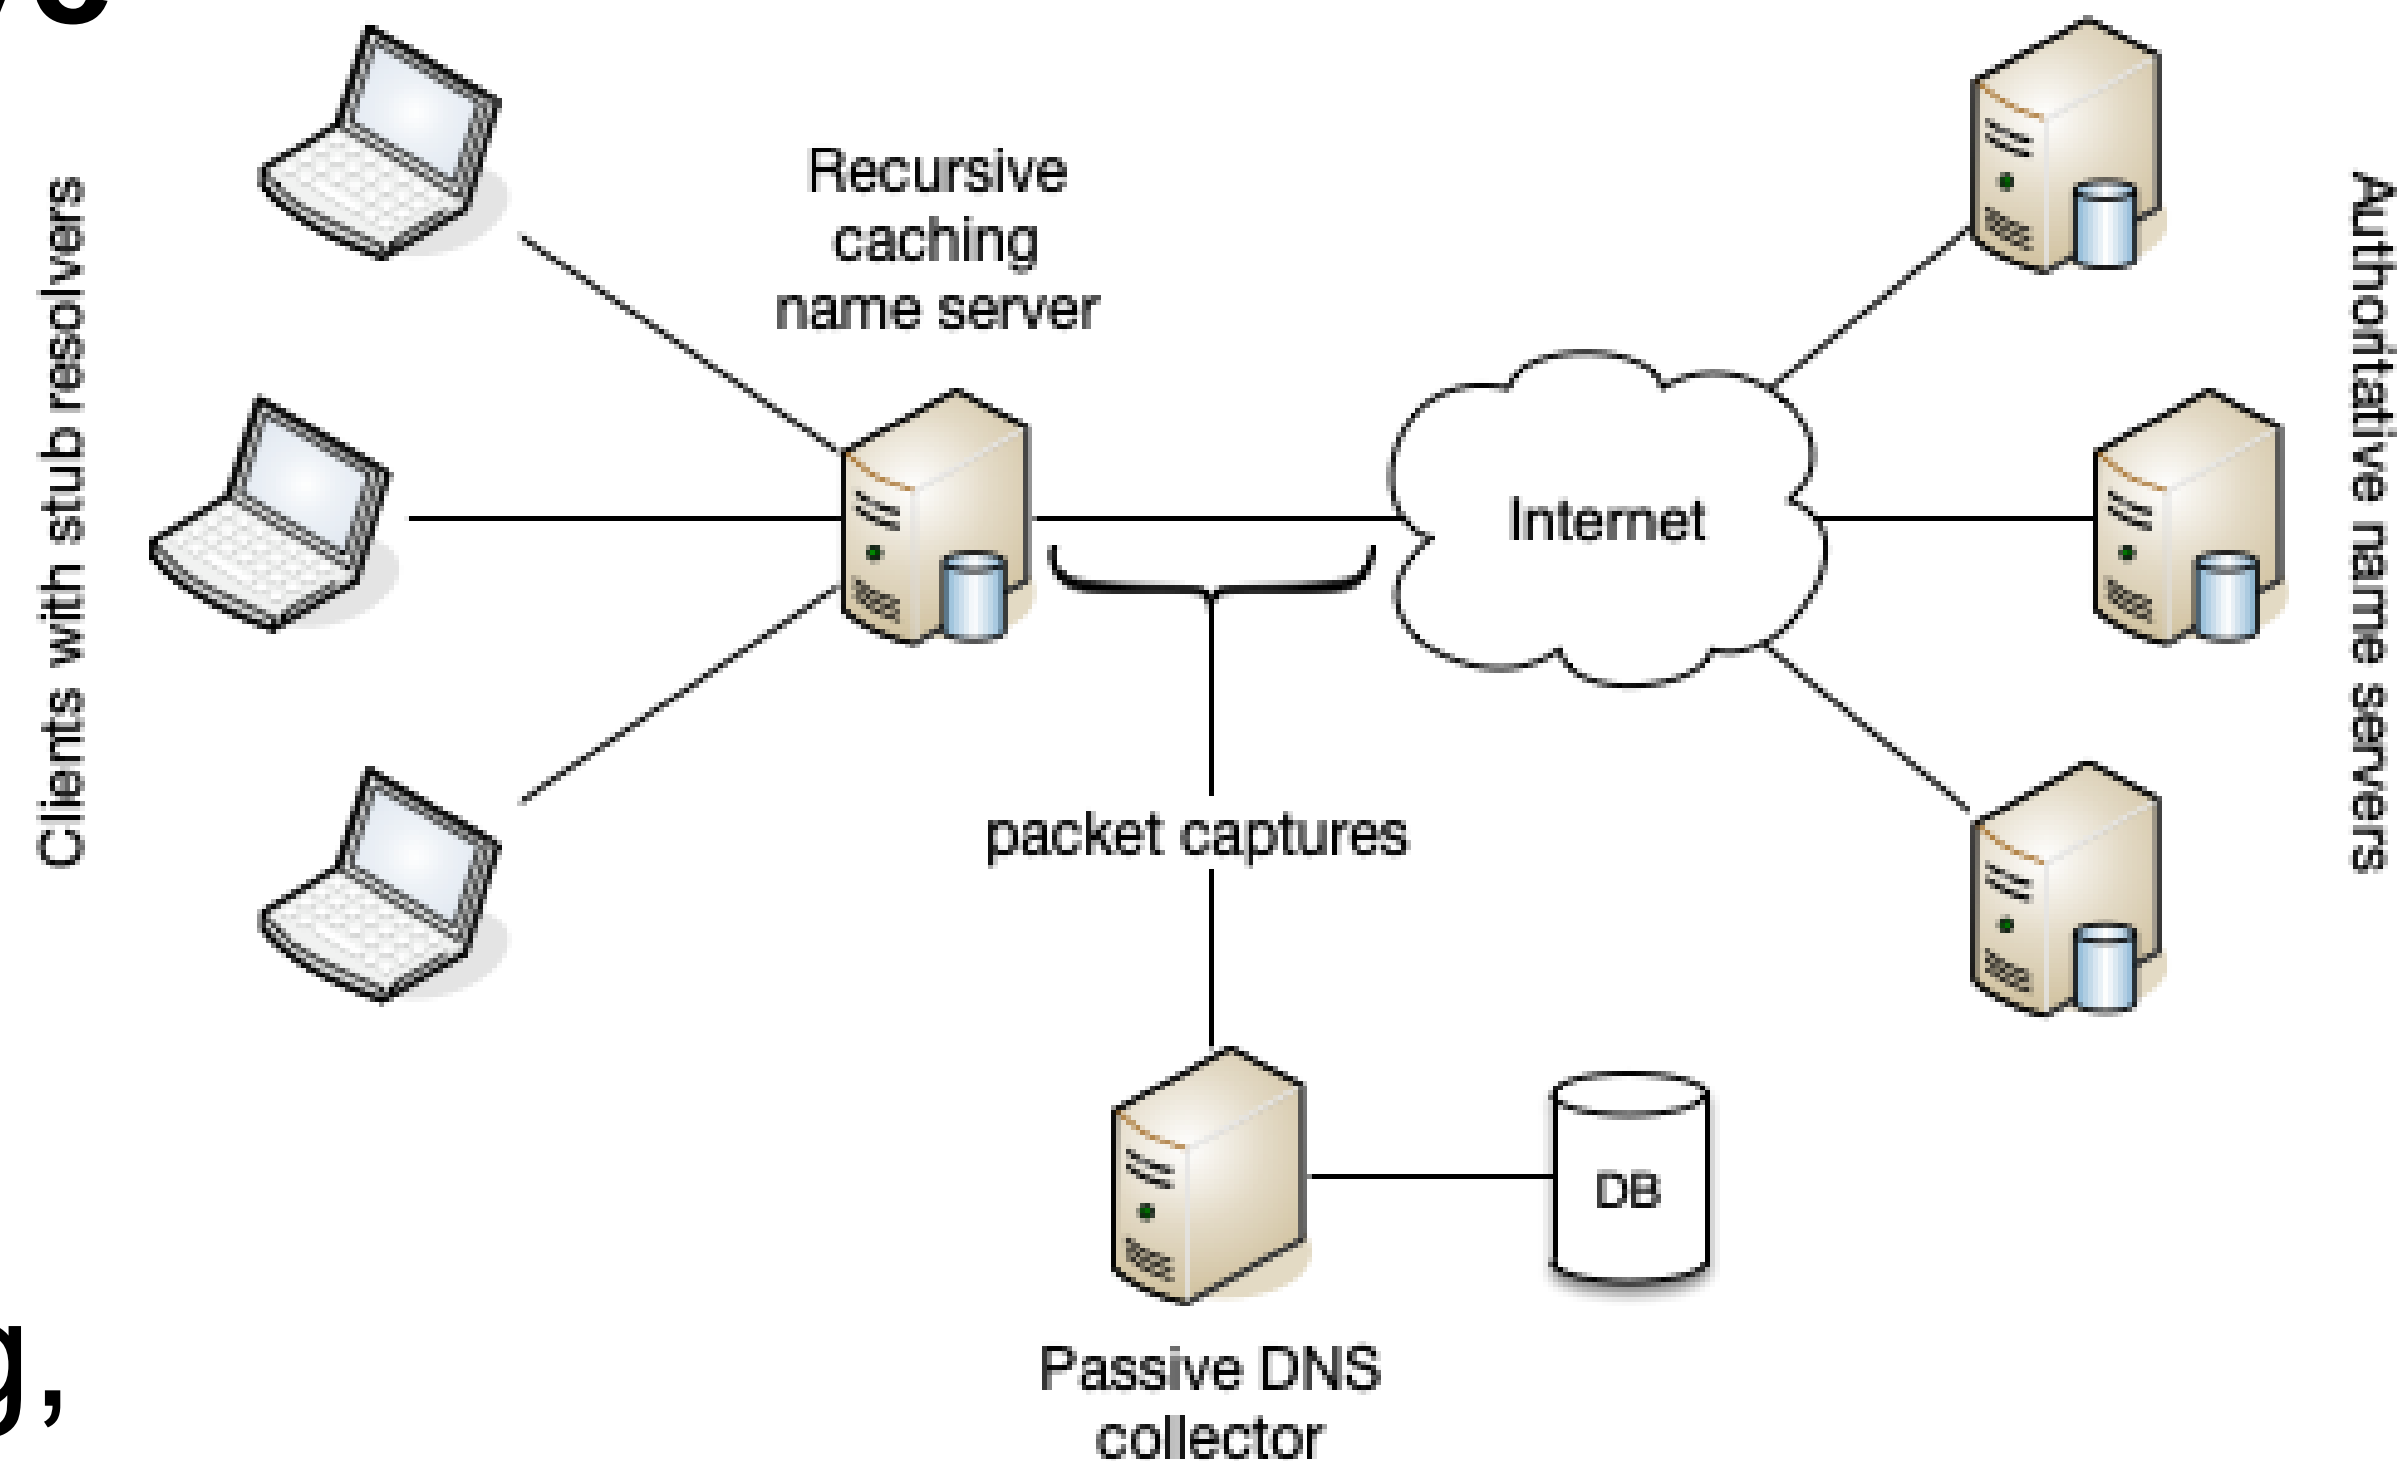 Recursive
caching
name server
Clients with stub resolvers
Internet
Authoritative name servers
packet captures
DB
Passive DNS
collector
g,